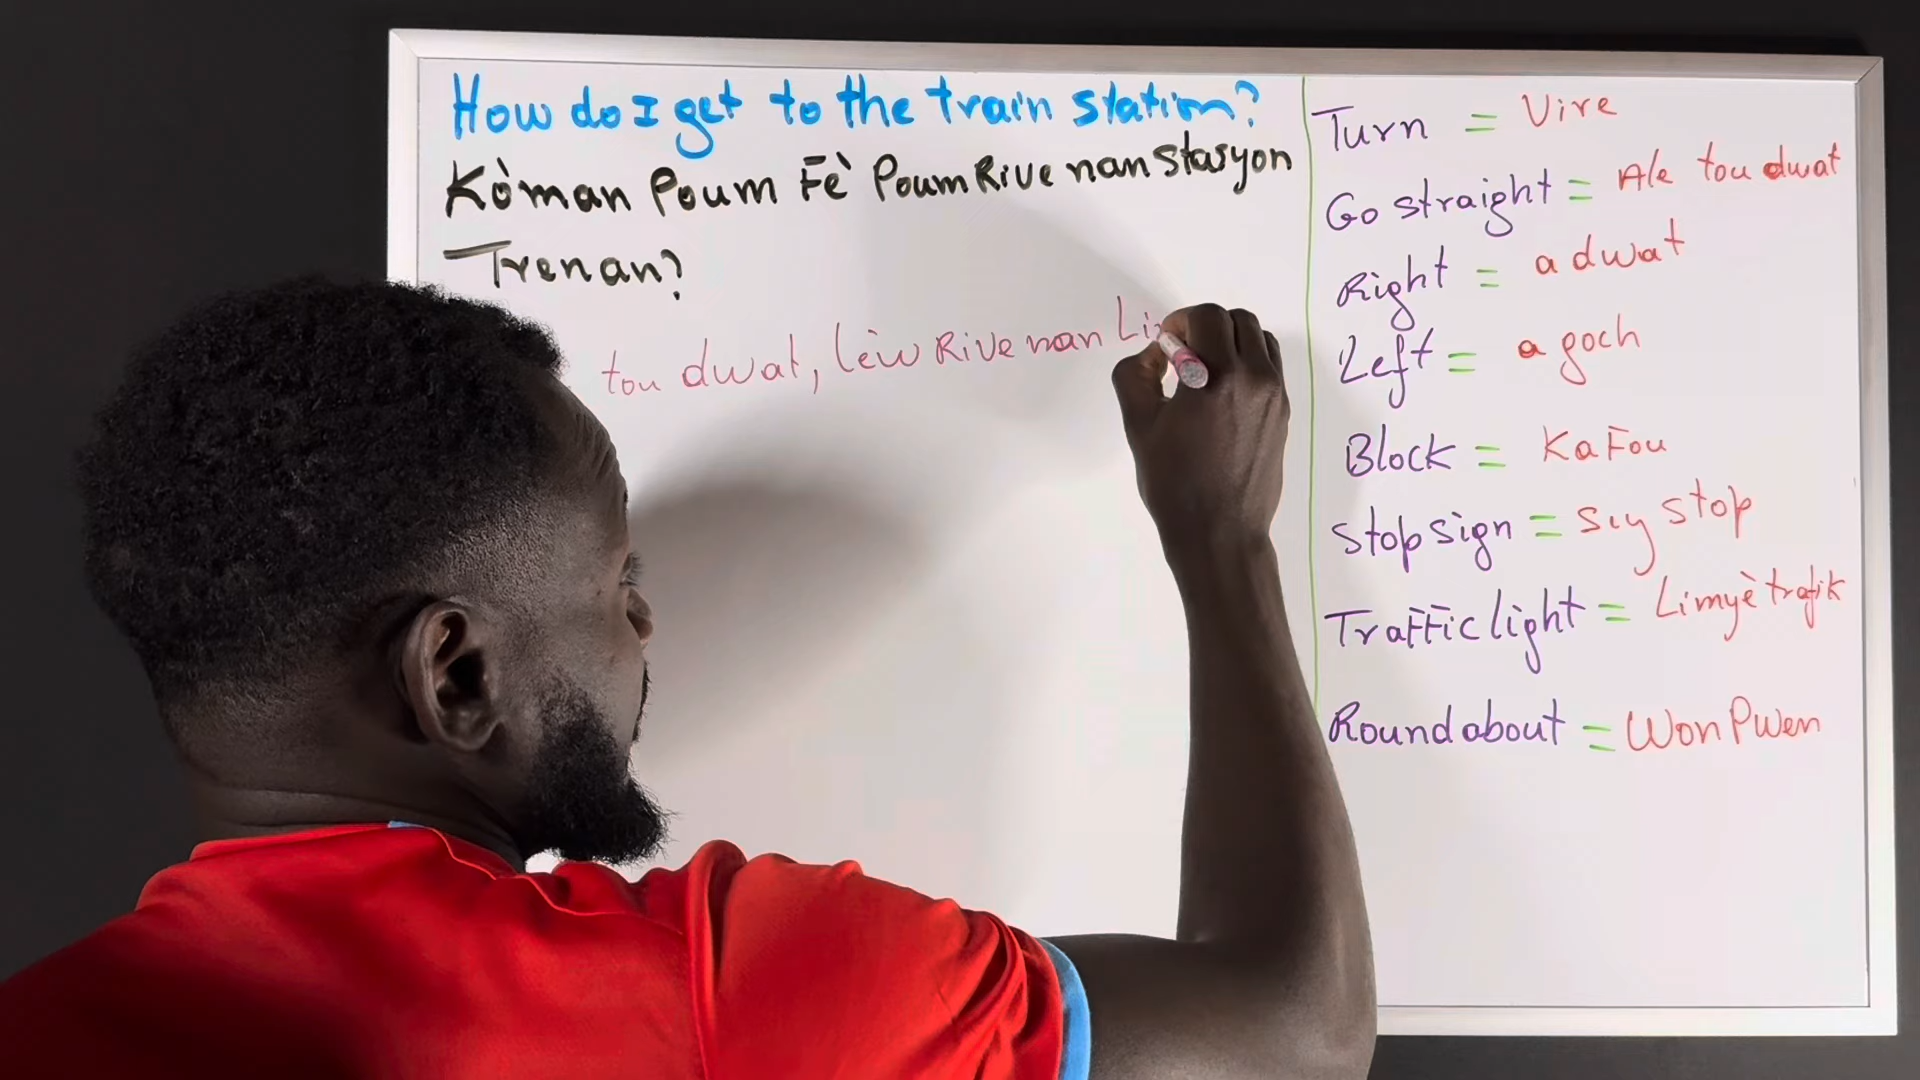 How do I get to the train station?
Kòman Poum Fè Poum Rive nan stasyon
Tren an?
tou dwat, lèw Rive nan Li
Turn = Vire
Go straight = Ale tou dwat
Right = a dwat
Left = a goch
Block = KaFou
Stop sign = siy stop
Traffic light = Limyè trafik
Roundabout = Won Pwen